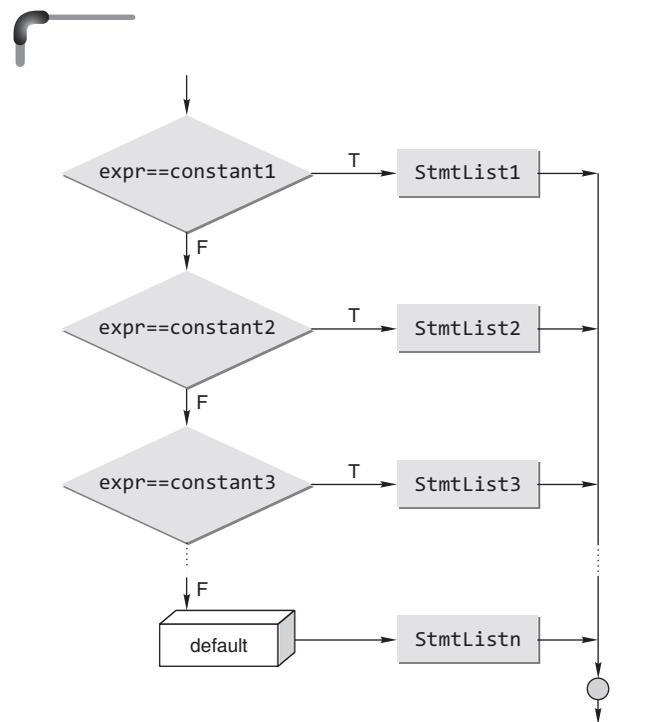 expr==constant1
T
StmtList1
F
expr==constant2
T
StmtList2
F
expr==constant3
T
StmtList3
F
default
StmtListn